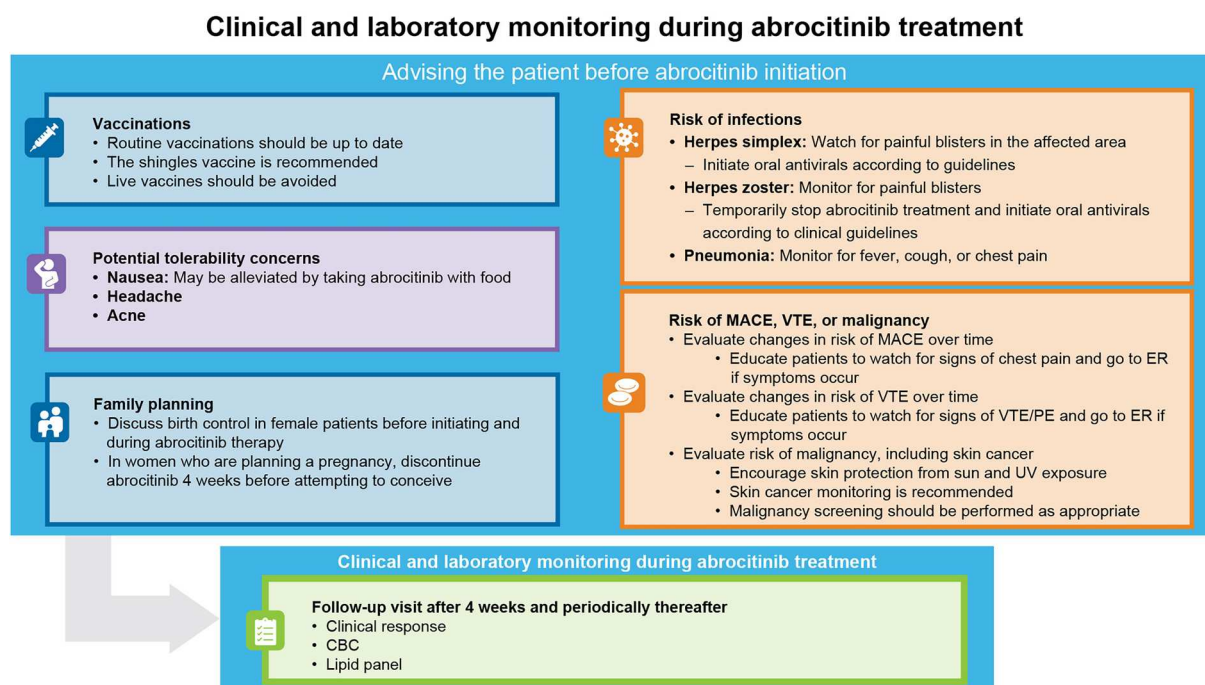 Clinical and laboratory monitoring during abrocitinib treatment
Advising the patient before abrocitinib initiation
Vaccinations
• Routine vaccinations should be up to date
• The shingles vaccine is recommended
• Live vaccines should be avoided
Potential tolerability concerns
• Nausea: May be alleviated by taking abrocitinib with food
• Headache
• Acne
Family planning
• Discuss birth control in female patients before initiating and
during abrocitinib therapy
• In women who are planning a pregnancy, discontinue
abrocitinib 4 weeks before attempting to conceive
Risk of infections
• Herpes simplex: Watch for painful blisters in the affected area
– Initiate oral antivirals according to guidelines
• Herpes zoster: Monitor for painful blisters
– Temporarily stop abrocitinib treatment and initiate oral antivirals
according to clinical guidelines
• Pneumonia: Monitor for fever, cough, or chest pain
Risk of MACE, VTE, or malignancy
• Evaluate changes in risk of MACE over time
• Educate patients to watch for signs of chest pain and go to ER
if symptoms occur
• Evaluate changes in risk of VTE over time
• Educate patients to watch for signs of VTE/PE and go to ER if
symptoms occur
• Evaluate risk of malignancy, including skin cancer
• Encourage skin protection from sun and UV exposure
• Skin cancer monitoring is recommended
• Malignancy screening should be performed as appropriate
Clinical and laboratory monitoring during abrocitinib treatment
Follow-up visit after 4 weeks and periodically thereafter
• Clinical response
• CBC
• Lipid panel